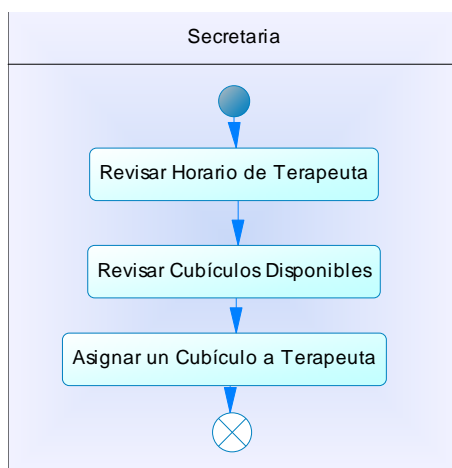 Secretaria
Revisar Horario de Terapeuta
Revisar Cubículos Disponibles
Asignar un Cubículo a Terapeuta